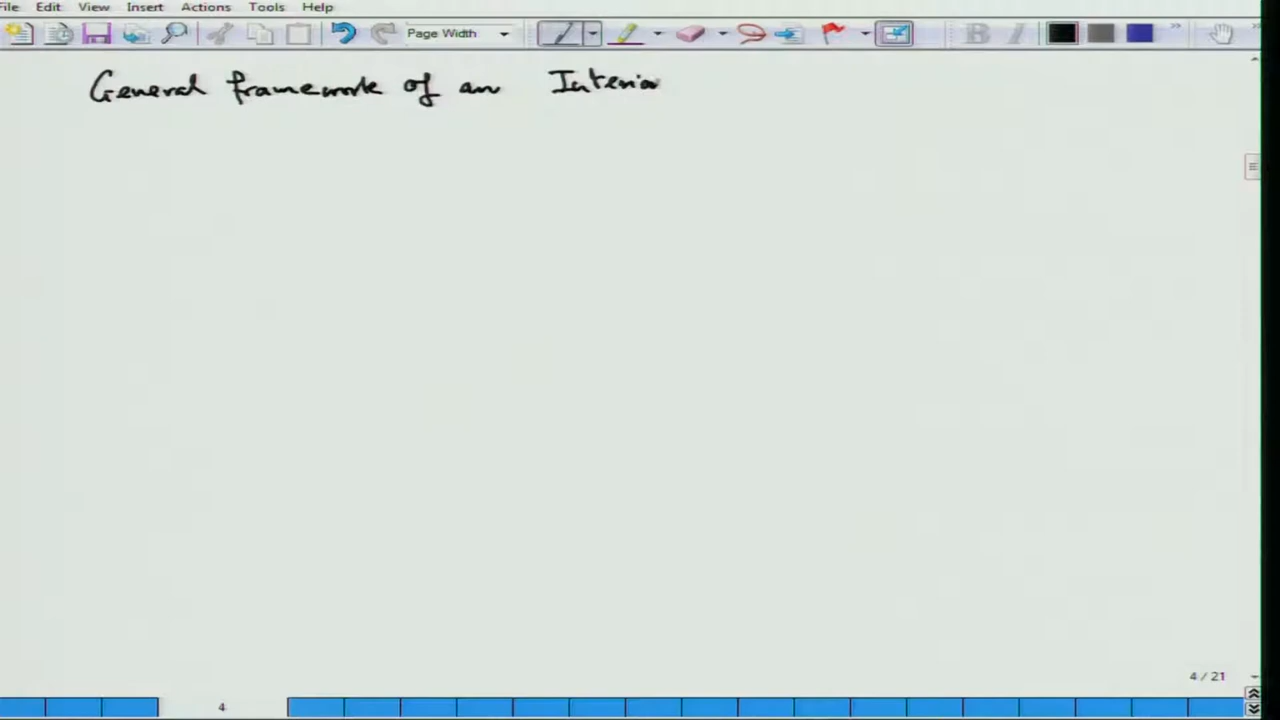 File Edit View Insert Actions Tools Help
Page Width B I
General framework of an Interio
4 / 21
4